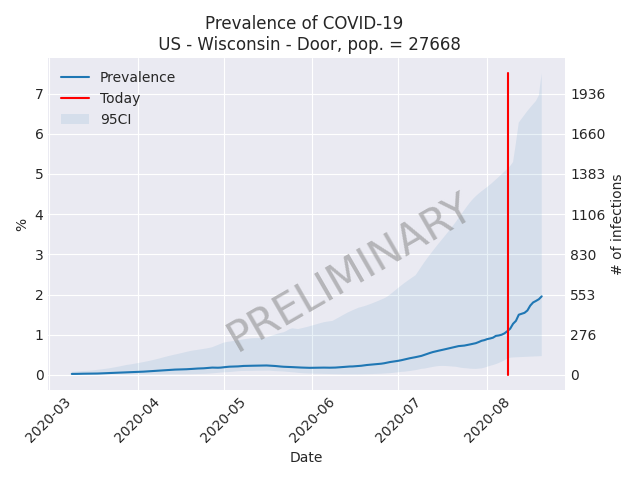 Prevalence of COVID-19
US - Wisconsin - Door, pop. = 27668
Prevalence
Today
95CI
7
6
5
4
3
2
1
0
%
1936
1660
1383
1106
830
553
276
0
# of infections
PRELIMINARY
2020-03
2020-04
2020-05
2020-06
2020-07
2020-08
Date